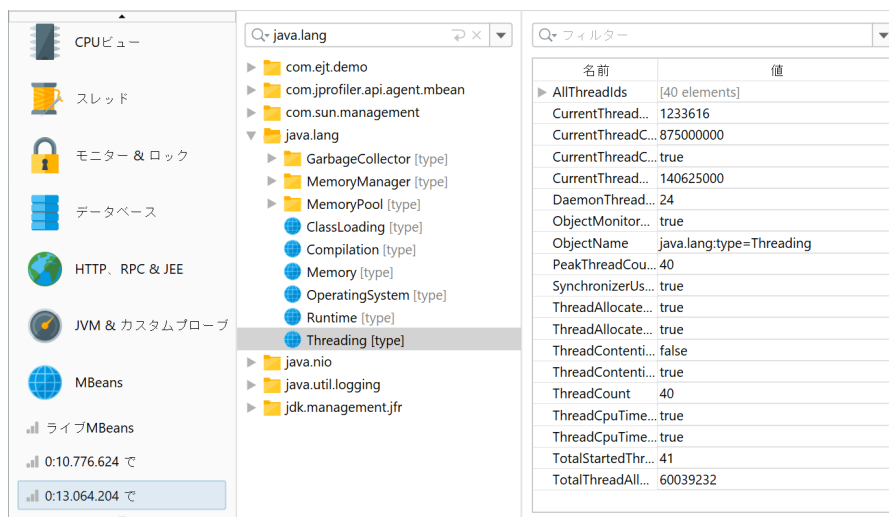 CPUビュー
スレッド
モニター & ロック
データベース
HTTP、RPC & JEE
JVM & カスタムプローブ
MBeans
ライブMBeans
0:10.776.624 で
0:13.064.204 で
java.lang
com.ejt.demo
com.jprofiler.api.agent.mbean
com.sun.management
java.lang
GarbageCollector [type]
MemoryManager [type]
MemoryPool [type]
ClassLoading [type]
Compilation [type]
Memory [type]
OperatingSystem [type]
Runtime [type]
Threading [type]
java.nio
java.util.logging
jdk.management.jfr
フィルター
名前 値
AllThreadIds [40 elements]
CurrentThread... 1233616
CurrentThreadC... 875000000
CurrentThreadC... true
CurrentThread... 140625000
DaemonThread... 24
ObjectMonitor... true
ObjectName java.lang:type=Threading
PeakThreadCou... 40
SynchronizerUs... true
ThreadAllocate... true
ThreadAllocate... true
ThreadContenti... false
ThreadContenti... true
ThreadCount 40
ThreadCpuTime... true
ThreadCpuTime... true
TotalStartedThr... 41
TotalThreadAll... 60039232